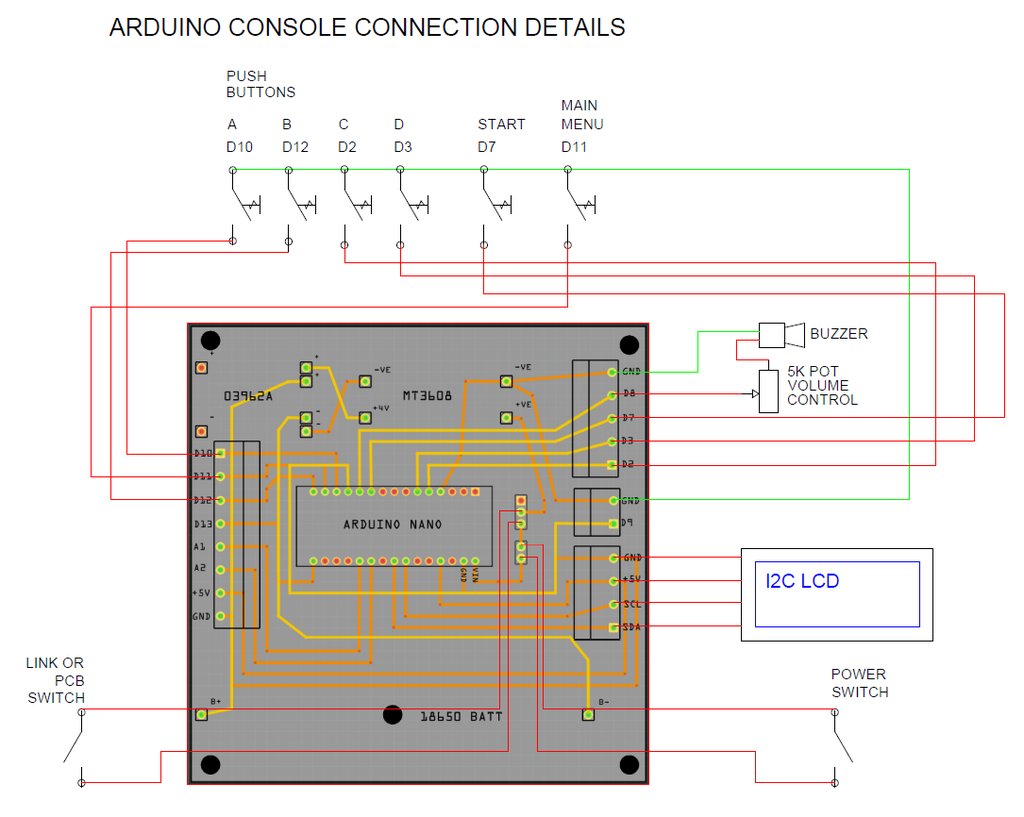 ARDUINO CONSOLE CONNECTION DETAILS
PUSH
BUTTONS
A
B
C
D
START
MAIN
MENU
D10
D12
D2
D3
D7
D11
BUZZER
5K POT
VOLUME
CONTROL
+
-
03962A
+
+
-
-
-VE
+4V
MT3608
-VE
+VE
GND
D8
D7
D3
D2
GND
D9
GND
+5V
SCL
SDA
D10
D11
D12
D13
A1
A2
+5V
GND
ARDUINO NANO
GND
VIN
I2C LCD
LINK OR
PCB
SWITCH
B+
18650 BATT
B-
POWER
SWITCH